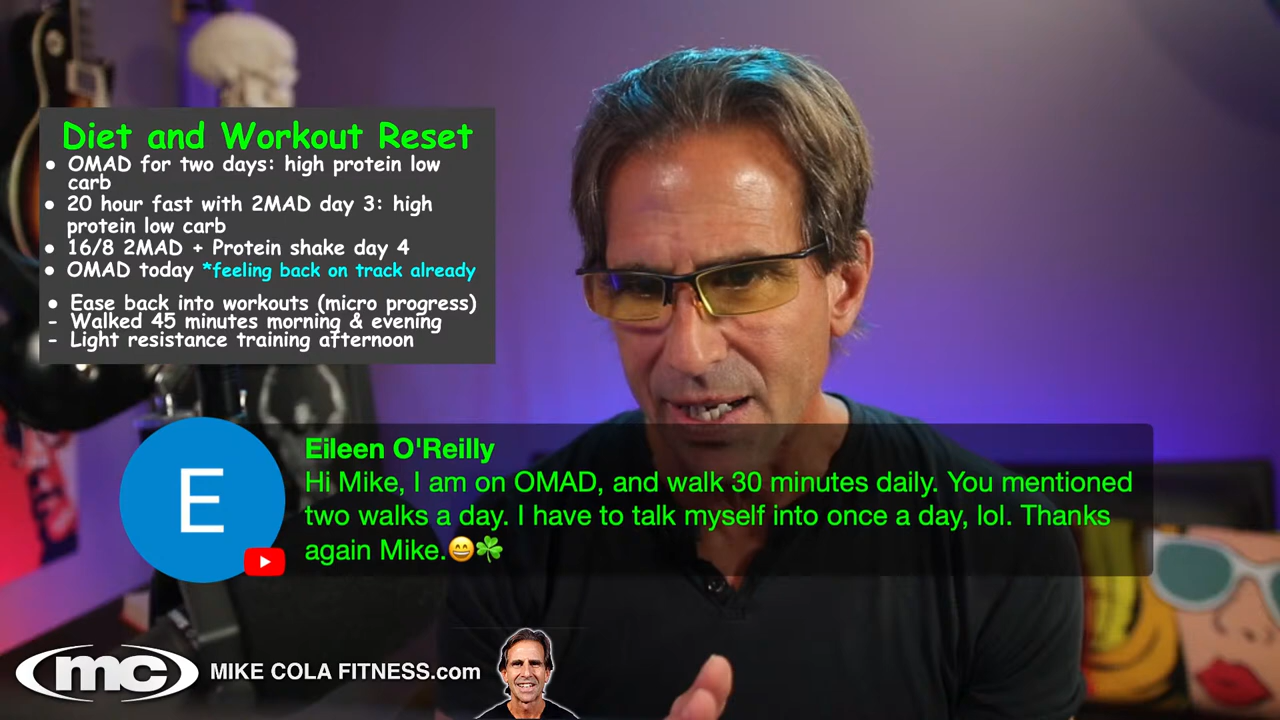 Diet and Workout Reset
● OMAD for two days: high protein low
carb
● 20 hour fast with 2MAD day 3: high
protein low carb
● 16/8 2MAD + Protein shake day 4
● OMAD today *feeling back on track already
● Ease back into workouts (micro progress)
- Walked 45 minutes morning & evening
- Light resistance training afternoon
E
Eileen O'Reilly
Hi Mike, I am on OMAD, and walk 30 minutes daily. You mentioned
two walks a day. I have to talk myself into once a day, lol. Thanks
again Mike.😄☘️
mc MIKE COLA FITNESS.com